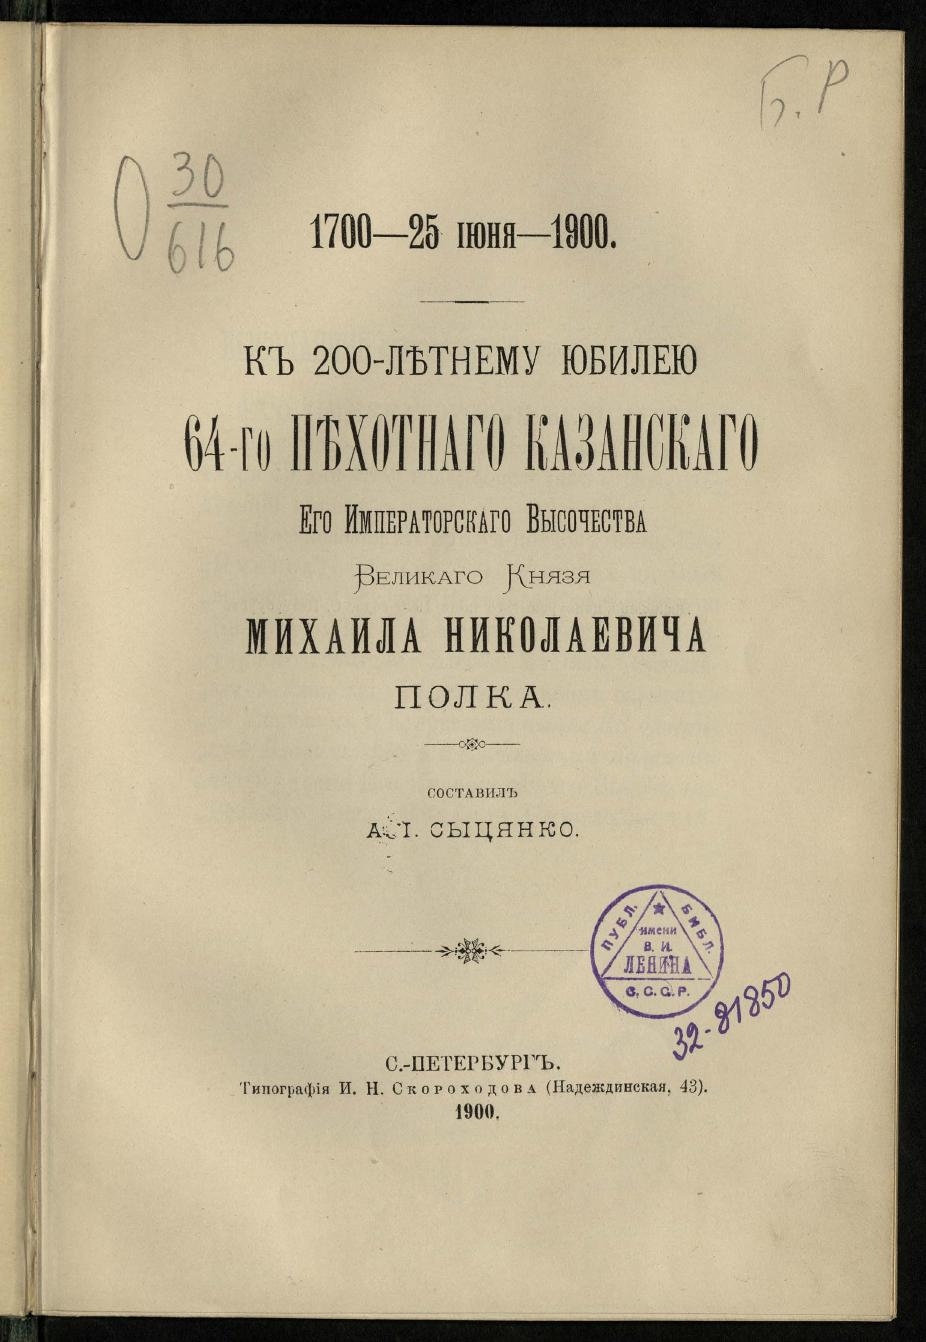 Б. Р
О 30
616
1700—25 ІЮНЯ—1900.
КЪ 200-ЛѢТНЕМУ ЮБИЛЕЮ
64-ГО ПѢХОТНАГО КАЗАНСКАГО
ЕГО ИМПЕРАТОРСКАГО ВЫСОЧЕСТВА
ВЕЛИКАГО КНЯЗЯ
МИХАИЛА НИКОЛАЕВИЧА
ПОЛКА.
СОСТАВИЛЪ
СЫЦЯНКО.
ПУБЛ. БИБЛ.
имени
В. И.
ЛЕНИНА
С.С.С.Р.
32-81850
С.-ПЕТЕРБУРГЪ.
Типографія И. Н. Скороходова (Надеждинская, 43).
1900.